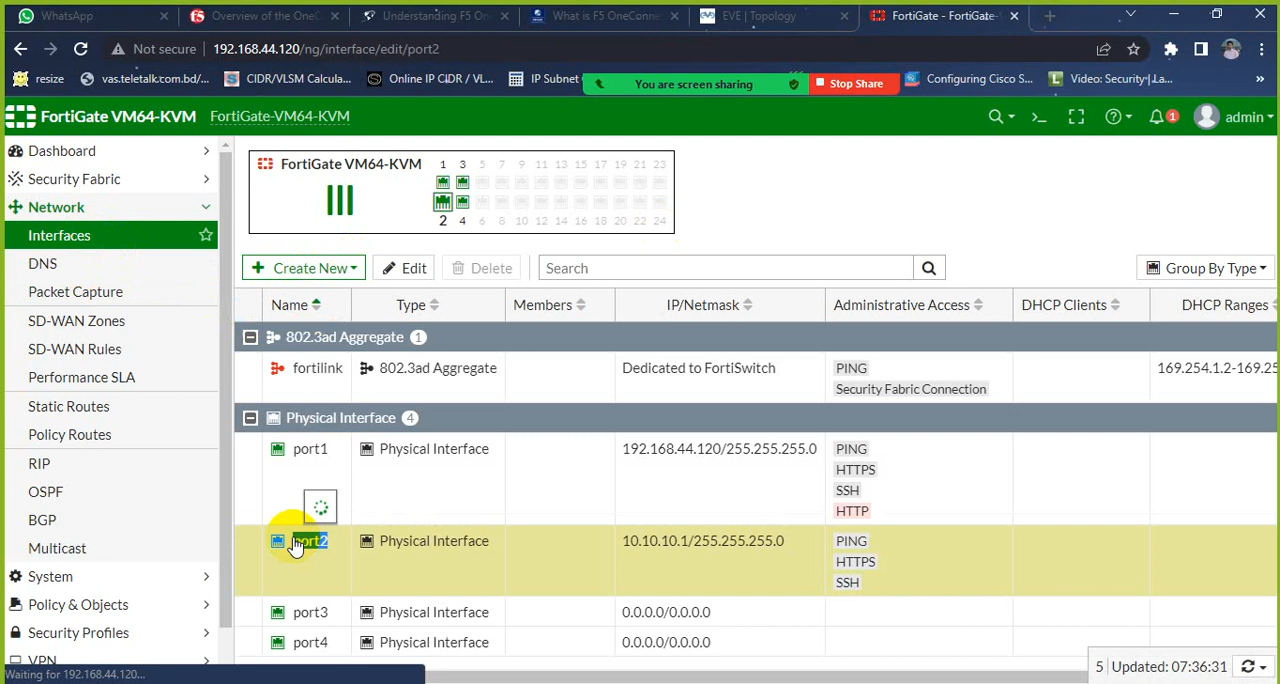 WhatsApp
Overview of the OneC
Understanding F5 On
What is F5 OneConne
EVE | Topology
FortiGate - FortiGate-
Not secure
192.168.44.120/ng/interface/edit/port2
resize
vas.teletalk.com.bd/...
CIDR/VLSM Calcula...
Online IP CIDR / VL...
IP Subnet
You are screen sharing
Stop Share
Configuring Cisco S...
Video: Security | La...
FortiGate VM64-KVM
FortiGate-VM64-KVM
1
admin
Dashboard
Security Fabric
Network
Interfaces
DNS
Packet Capture
SD-WAN Zones
SD-WAN Rules
Performance SLA
Static Routes
Policy Routes
RIP
OSPF
BGP
Multicast
System
Policy & Objects
Security Profiles
VPN
Waiting for 192.168.44.120...
FortiGate VM64-KVM
1 3 5 7 9 11 13 15 17 19 21 23
2 4 6 8 10 12 14 16 18 20 22 24
Create New
Edit
Delete
Search
Group By Type
Name Type Members IP/Netmask Administrative Access DHCP Clients DHCP Ranges
802.3ad Aggregate 1
fortilink 802.3ad Aggregate Dedicated to FortiSwitch PING 169.254.1.2-169.25
Security Fabric Connection
Physical Interface 4
port1 Physical Interface 192.168.44.120/255.255.255.0 PING
HTTPS
SSH
HTTP
port2 Physical Interface 10.10.10.1/255.255.255.0 PING
HTTPS
SSH
port3 Physical Interface 0.0.0.0/0.0.0.0
port4 Physical Interface 0.0.0.0/0.0.0.0
5 Updated: 07:36:31